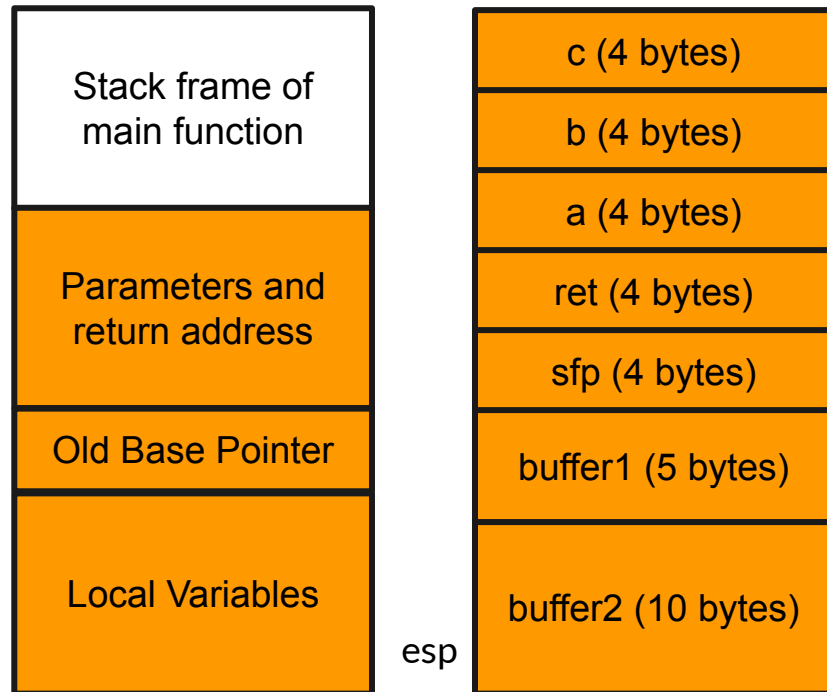 Stack frame of
main function
Parameters and
return address
Old Base Pointer
Local Variables
esp
c (4 bytes)
b (4 bytes)
a (4 bytes)
ret (4 bytes)
sfp (4 bytes)
buffer1 (5 bytes)
buffer2 (10 bytes)